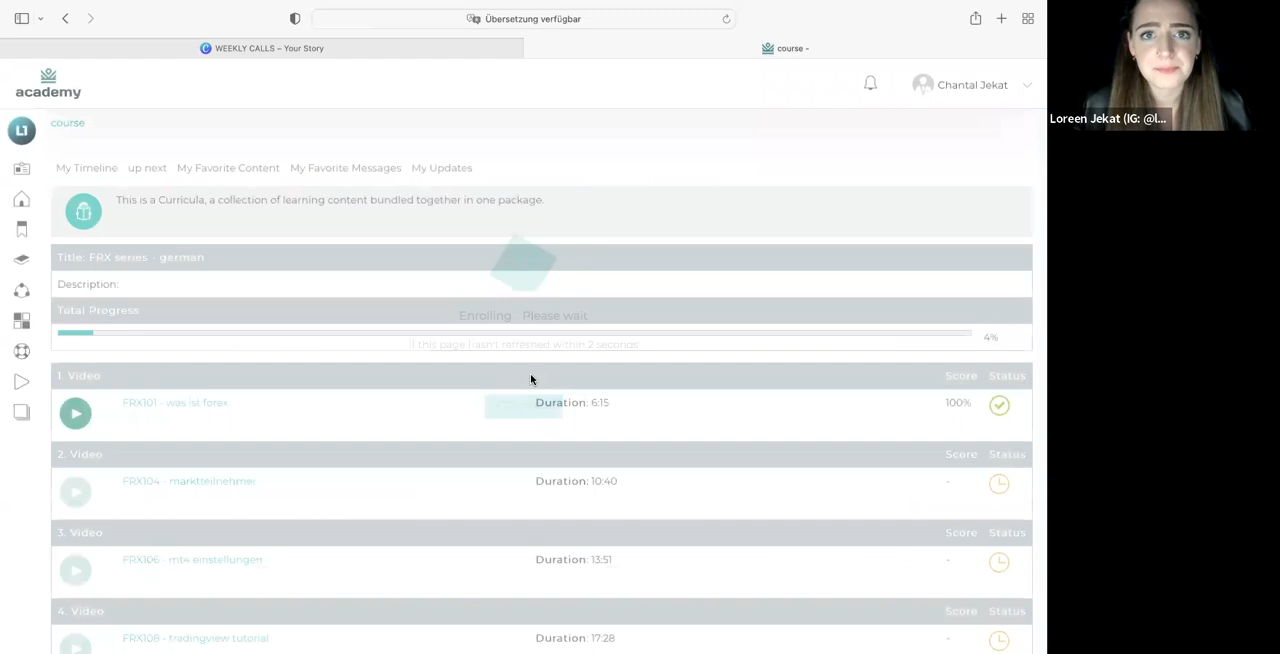 Übersetzung verfügbar
WEEKLY CALLS – Your Story
course -
academy
Chantal Jekat
Loreen Jekat (IG: @l...
course
My Timeline up next My Favorite Content My Favorite Messages My Updates
This is a Curricula, a collection of learning content bundled together in one package.
Title: FRX series - german
Description:
Total Progress
Enrolling Please wait
4%
If this page hasn't refreshed within 2 seconds
1. Video Score Status
FRX101 - was ist forex Duration: 6:15 100%
2. Video Score Status
FRX104 - marktteilnehmer Duration: 10:40 -
3. Video Score Status
FRX106 - mt4 einstellungen Duration: 13:51 -
4. Video Score Status
FRX108 - tradingview tutorial Duration: 17:28 -